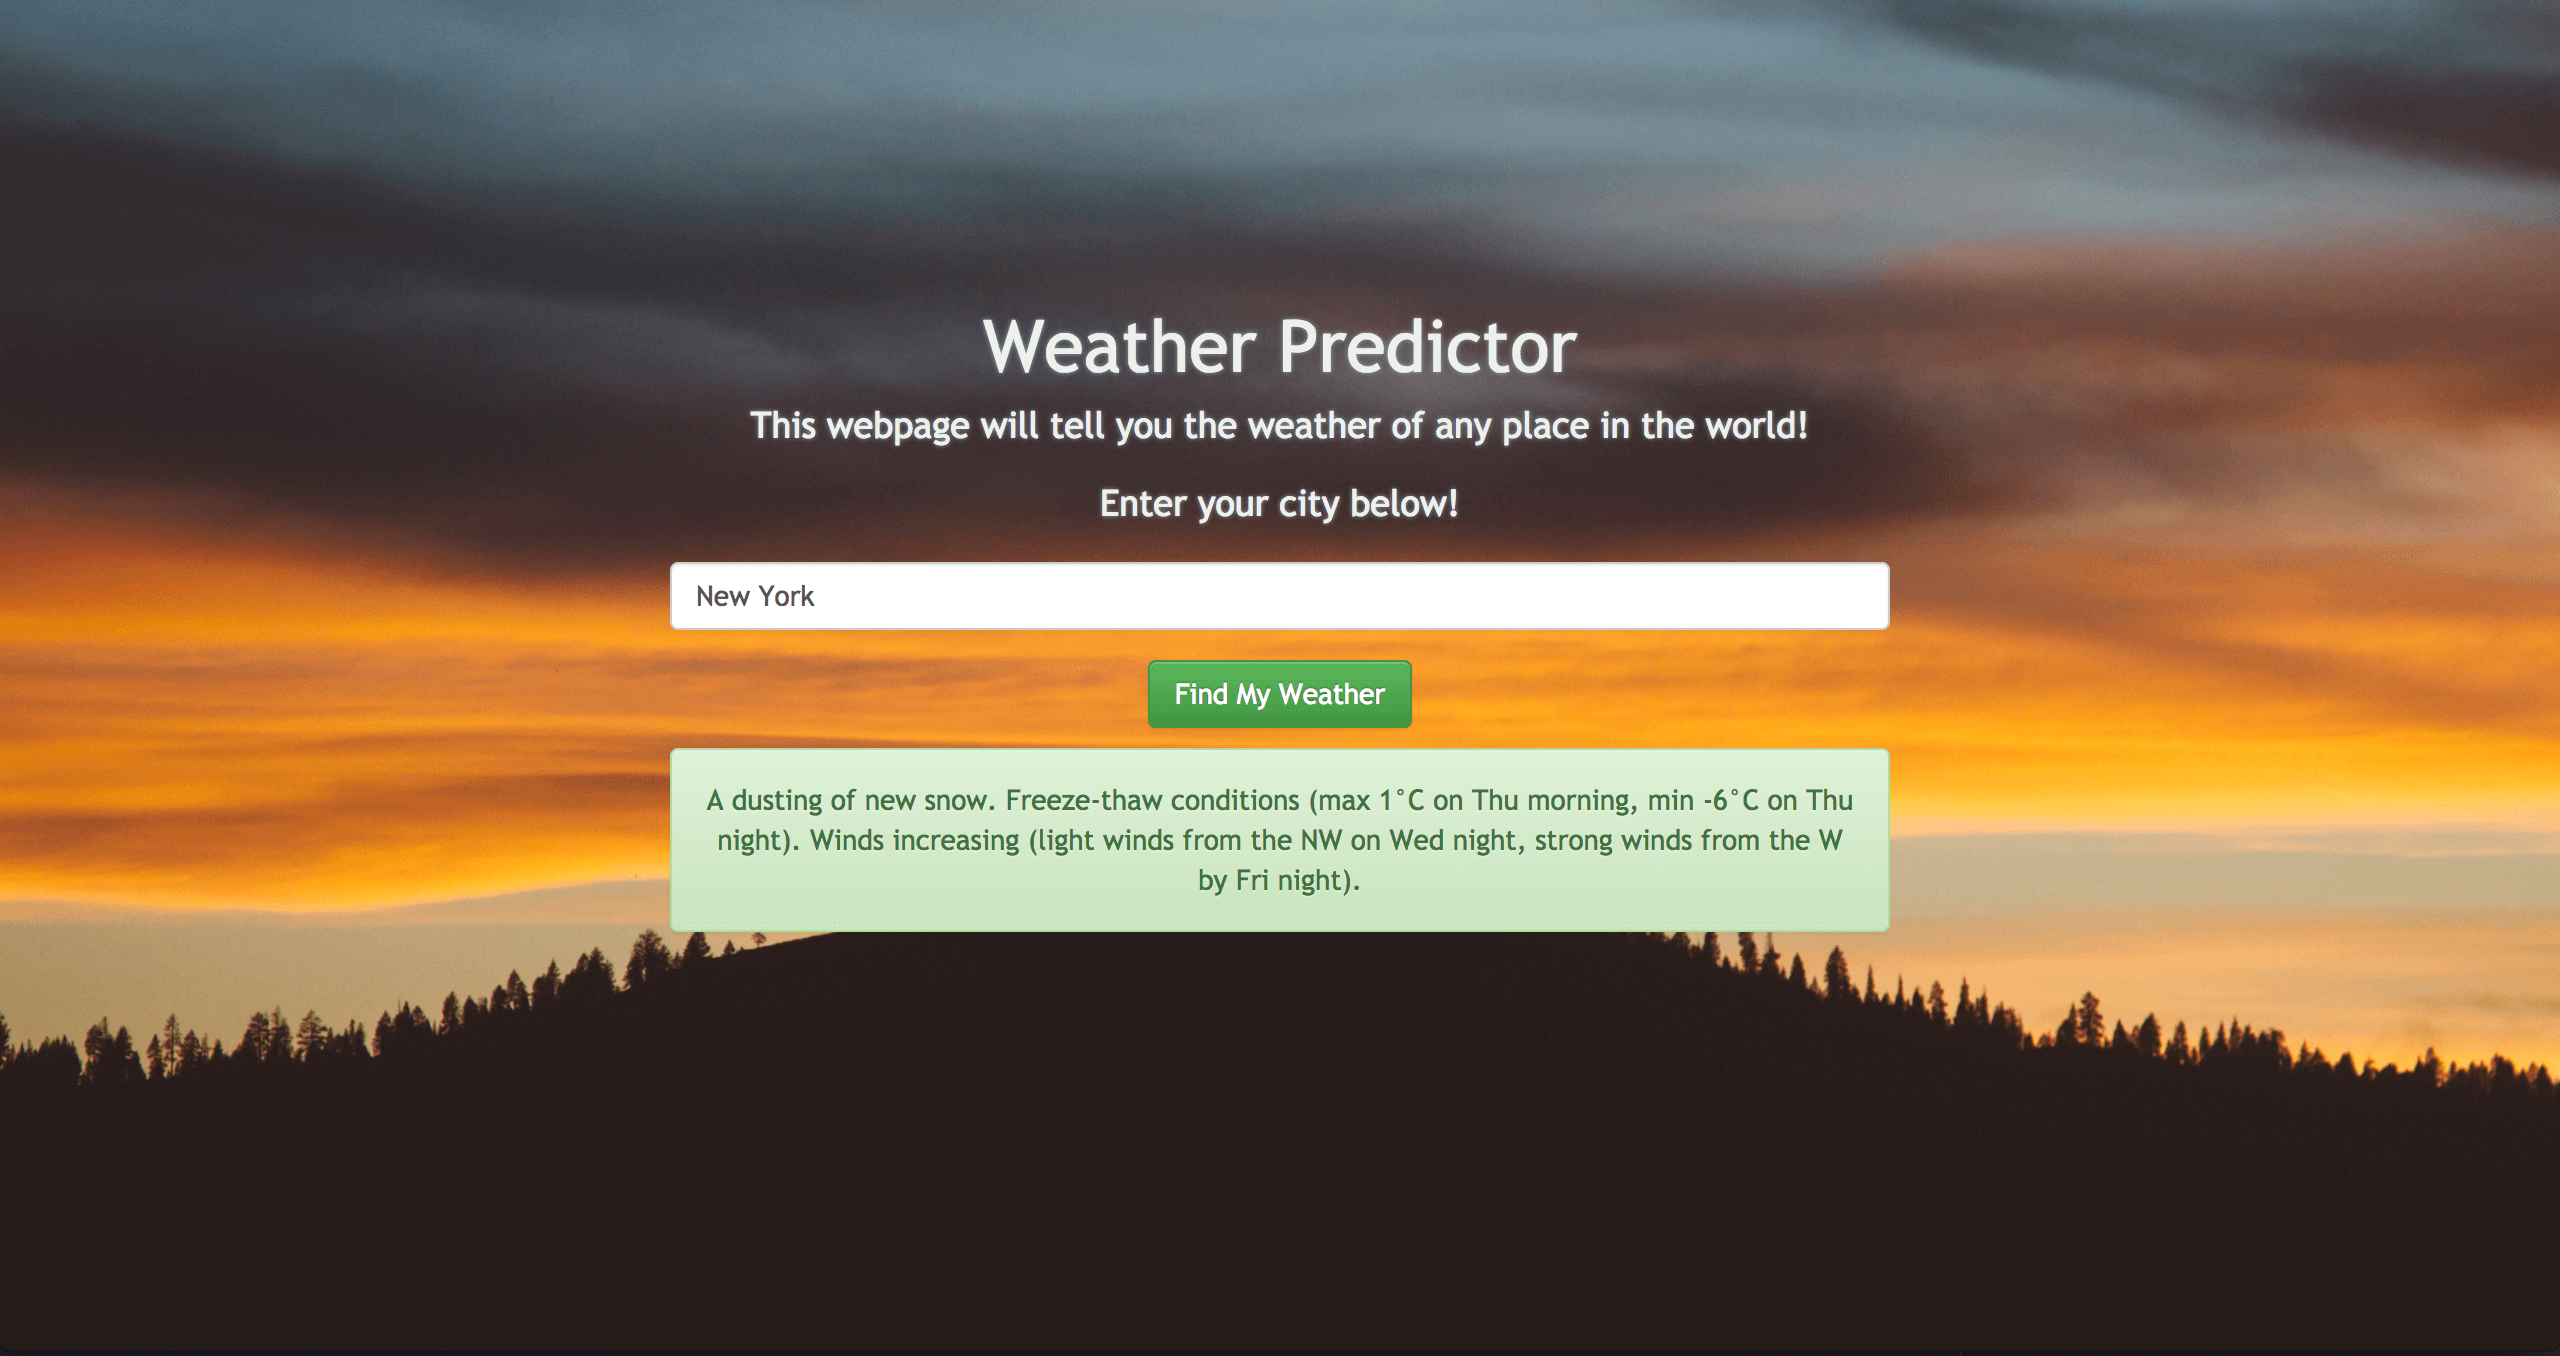 Weather Predictor
This webpage will tell you the weather of any place in the world!
Enter your city below!
New York
Find My Weather
A dusting of new snow. Freeze-thaw conditions (max 1°C on Thu morning, min -6°C on Thu
night). Winds increasing (light winds from the NW on Wed night, strong winds from the W
by Fri night).